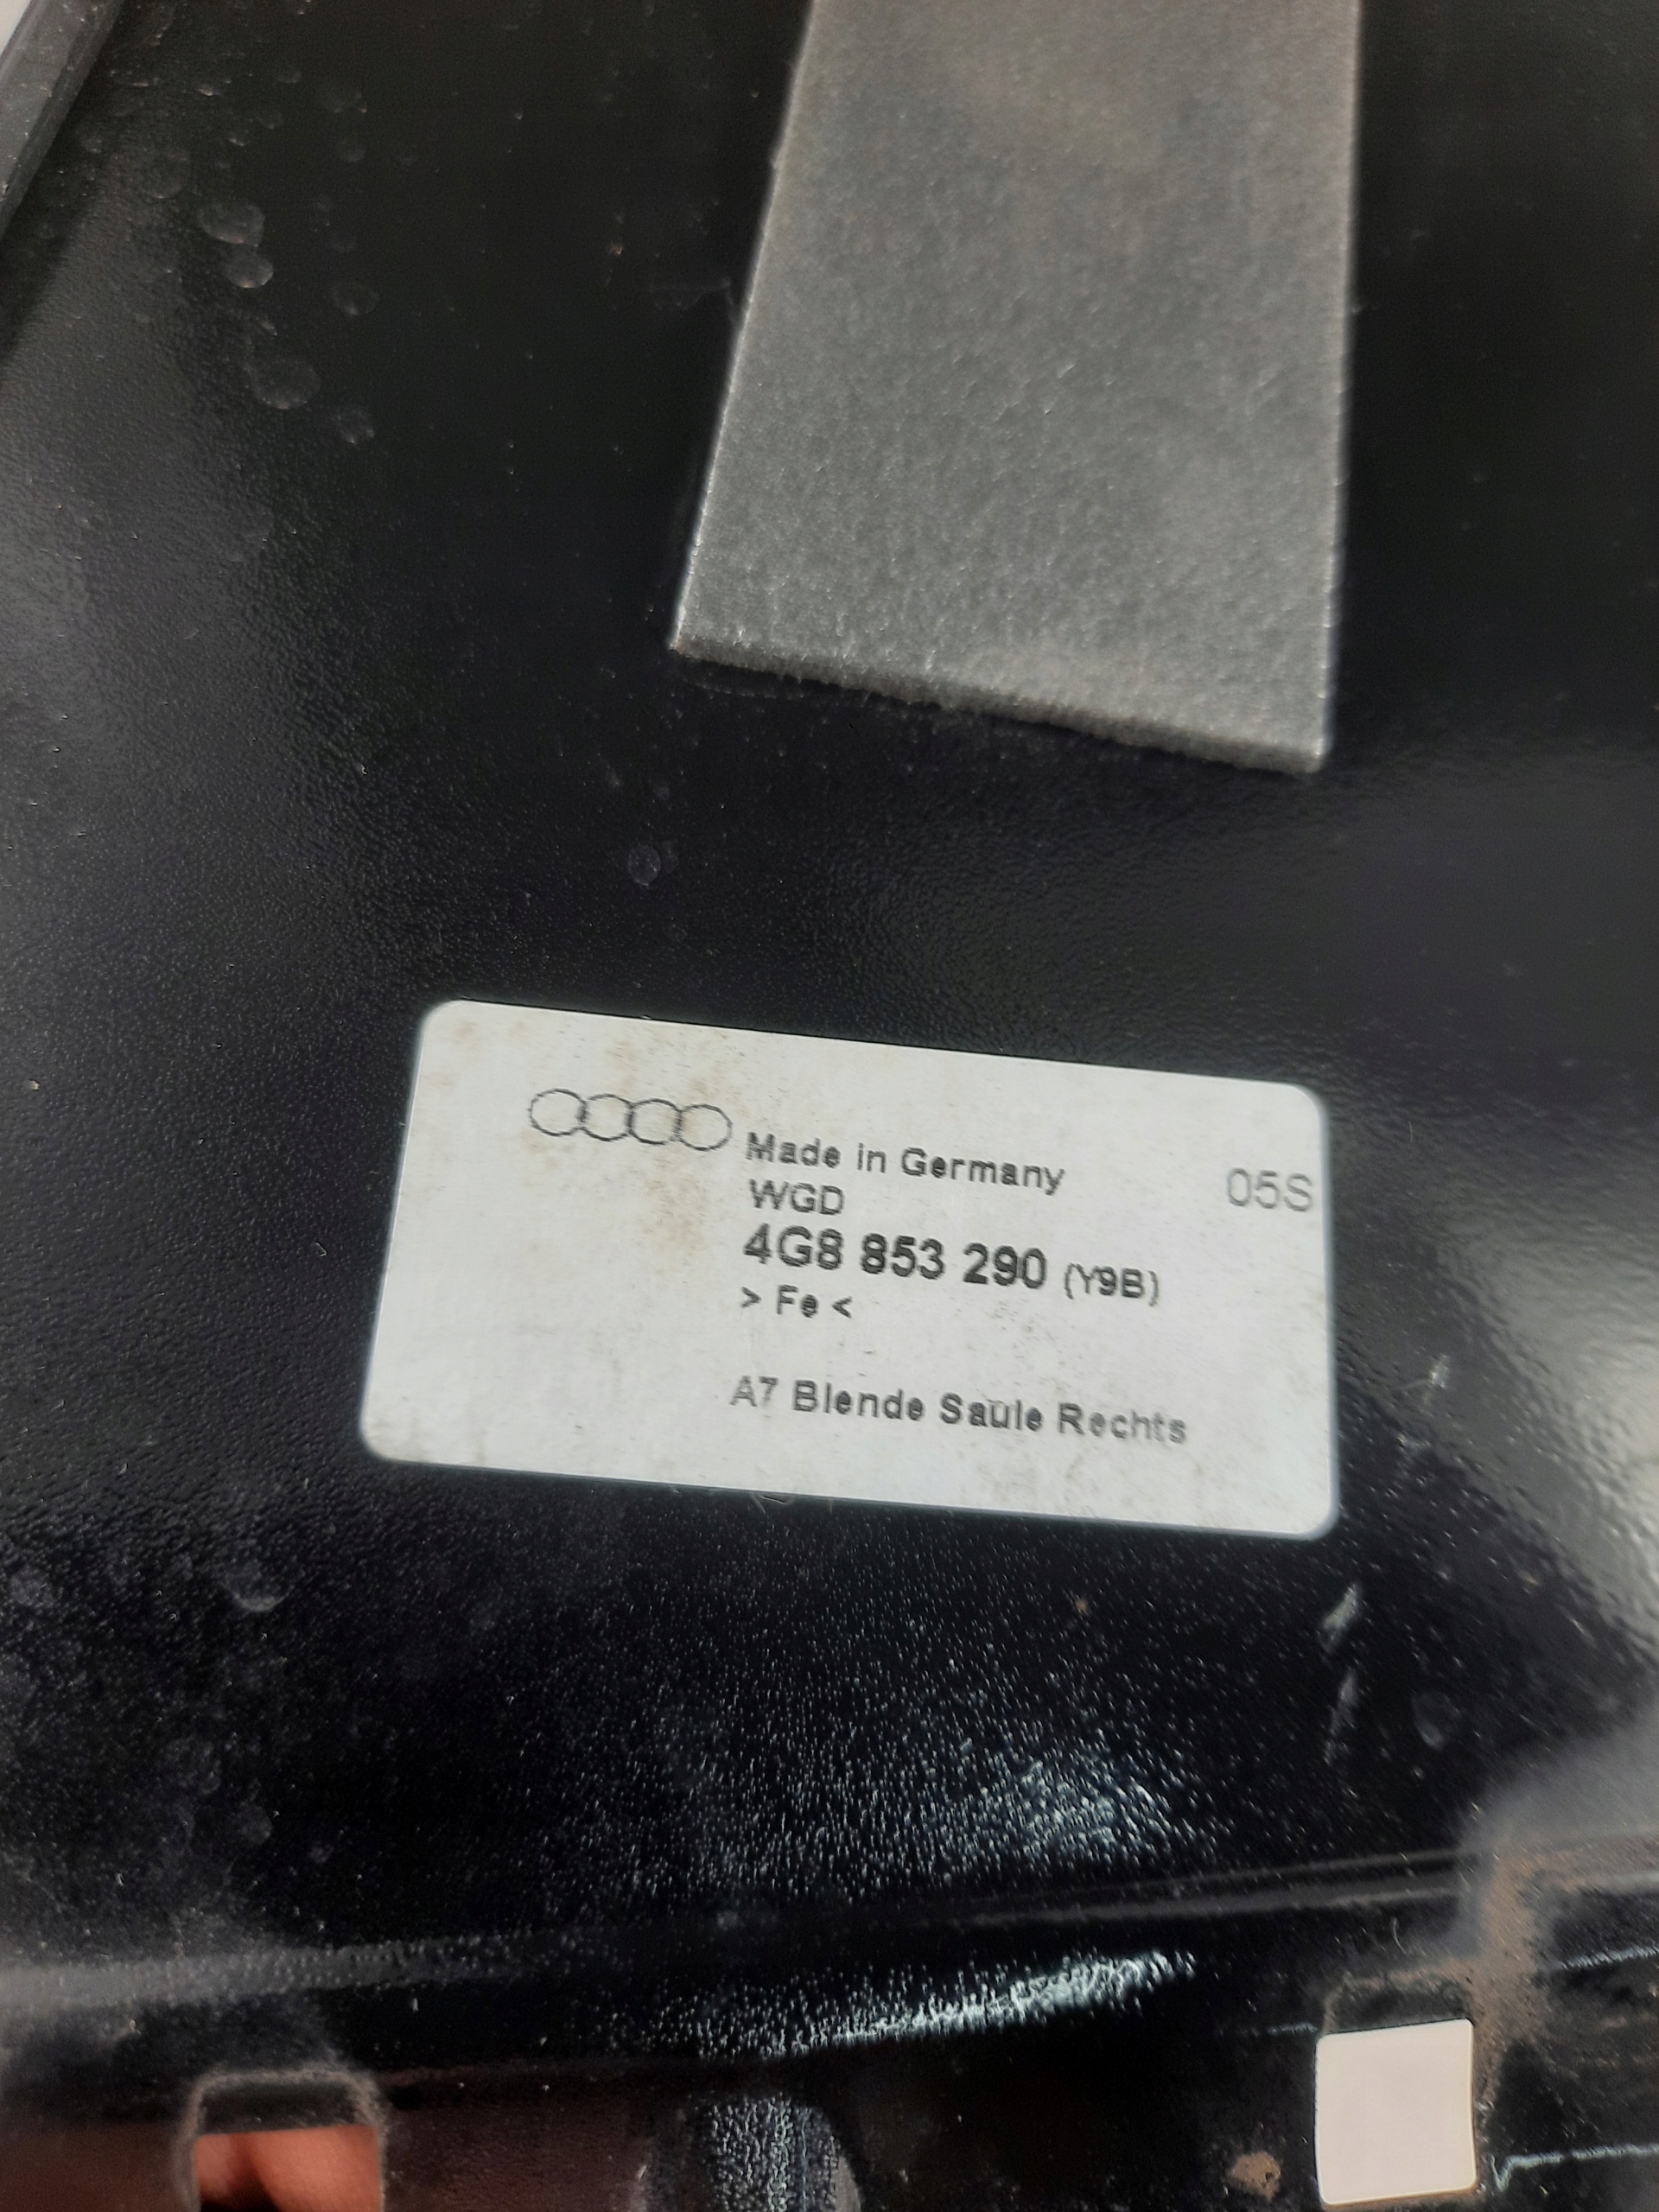 Made in Germany
05S
WGD
4G8 853 290 (Y9B)
> Fe <
A7 Blende Saule Rechts